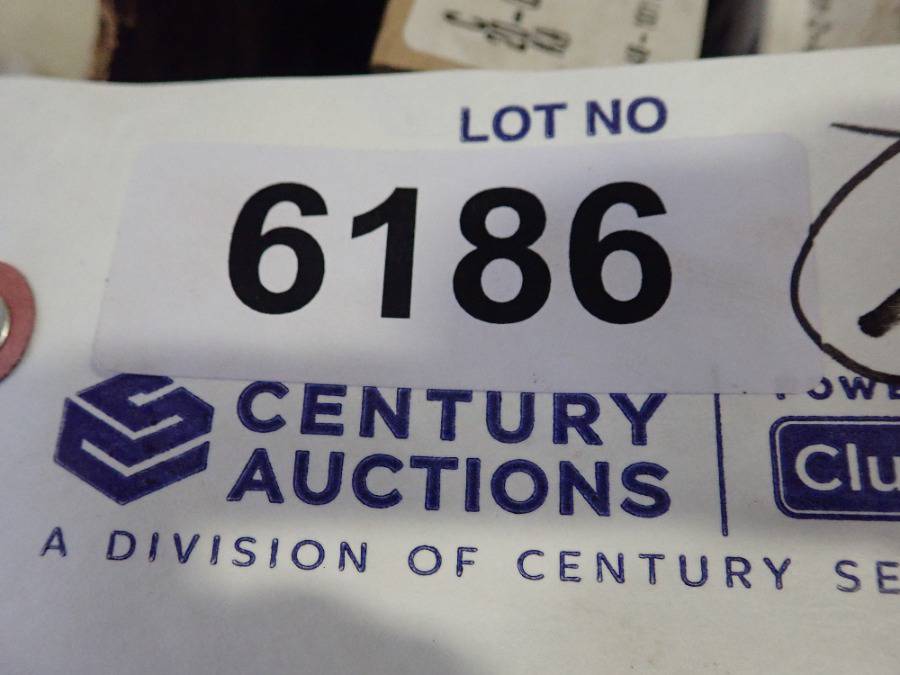 LOT NO
6186
CENTURY
AUCTIONS
Clu
A DIVISION OF CENTURY SE